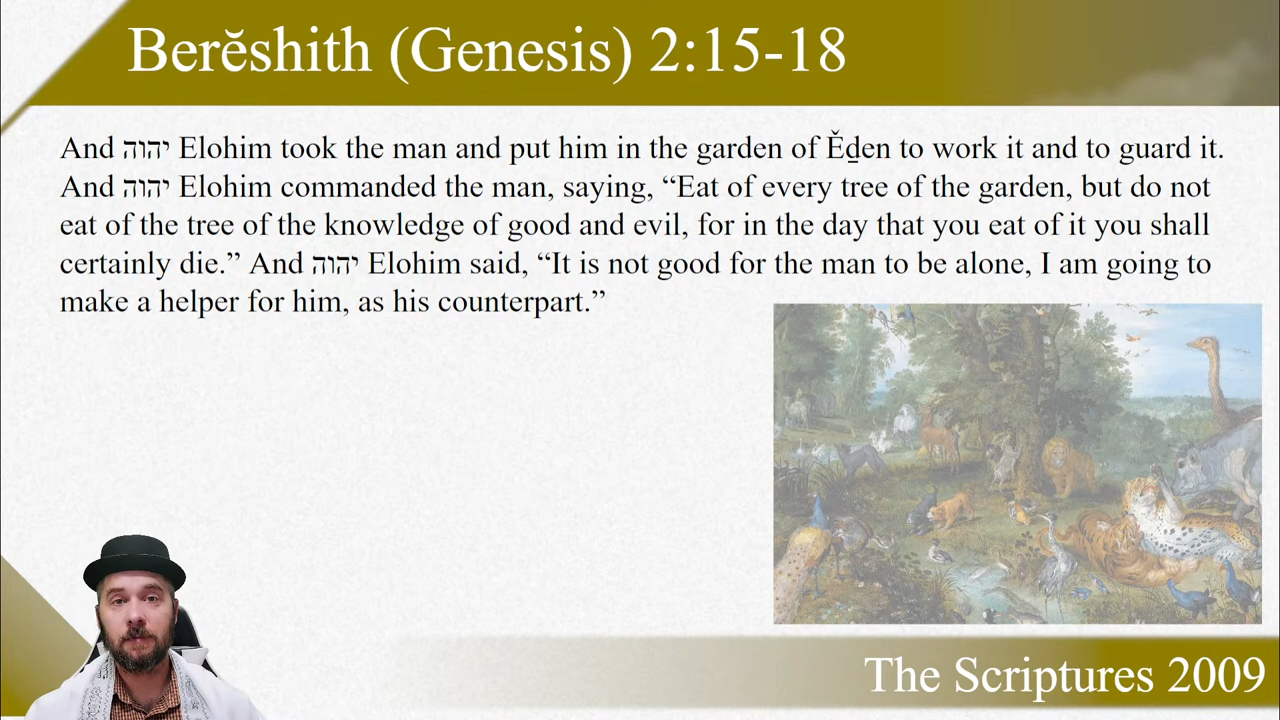 Berĕshith (Genesis) 2:15-18
And יהוה Elohim took the man and put him in the garden of Ĕḏen to work it and to guard it.
And יהוה Elohim commanded the man, saying, “Eat of every tree of the garden, but do not
eat of the tree of the knowledge of good and evil, for in the day that you eat of it you shall
certainly die.” And יהוה Elohim said, “It is not good for the man to be alone, I am going to
make a helper for him, as his counterpart.”
The Scriptures 2009